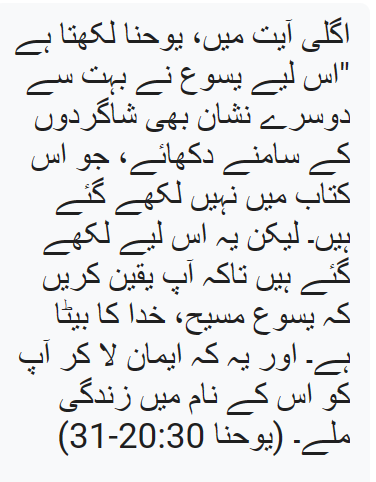 اگلی آیت میں، یوحنا لکھتا ہے
"اس لیے یسوع نے بہت سے
دوسرے نشان بھی شاگردوں
کے سامنے دکھائے، جو اس
کتاب میں نہیں لکھے گئے
ہیں۔ لیکن یہ اس لیے لکھے
گئے ہیں تاکہ آپ یقین کریں
کہ یسوع مسیح، خدا کا بیٹا
ہے۔ اور یہ کہ ایمان لا کر آپ
کو اس کے نام میں زندگی
ملے۔ (یوحنا 20:30-31)